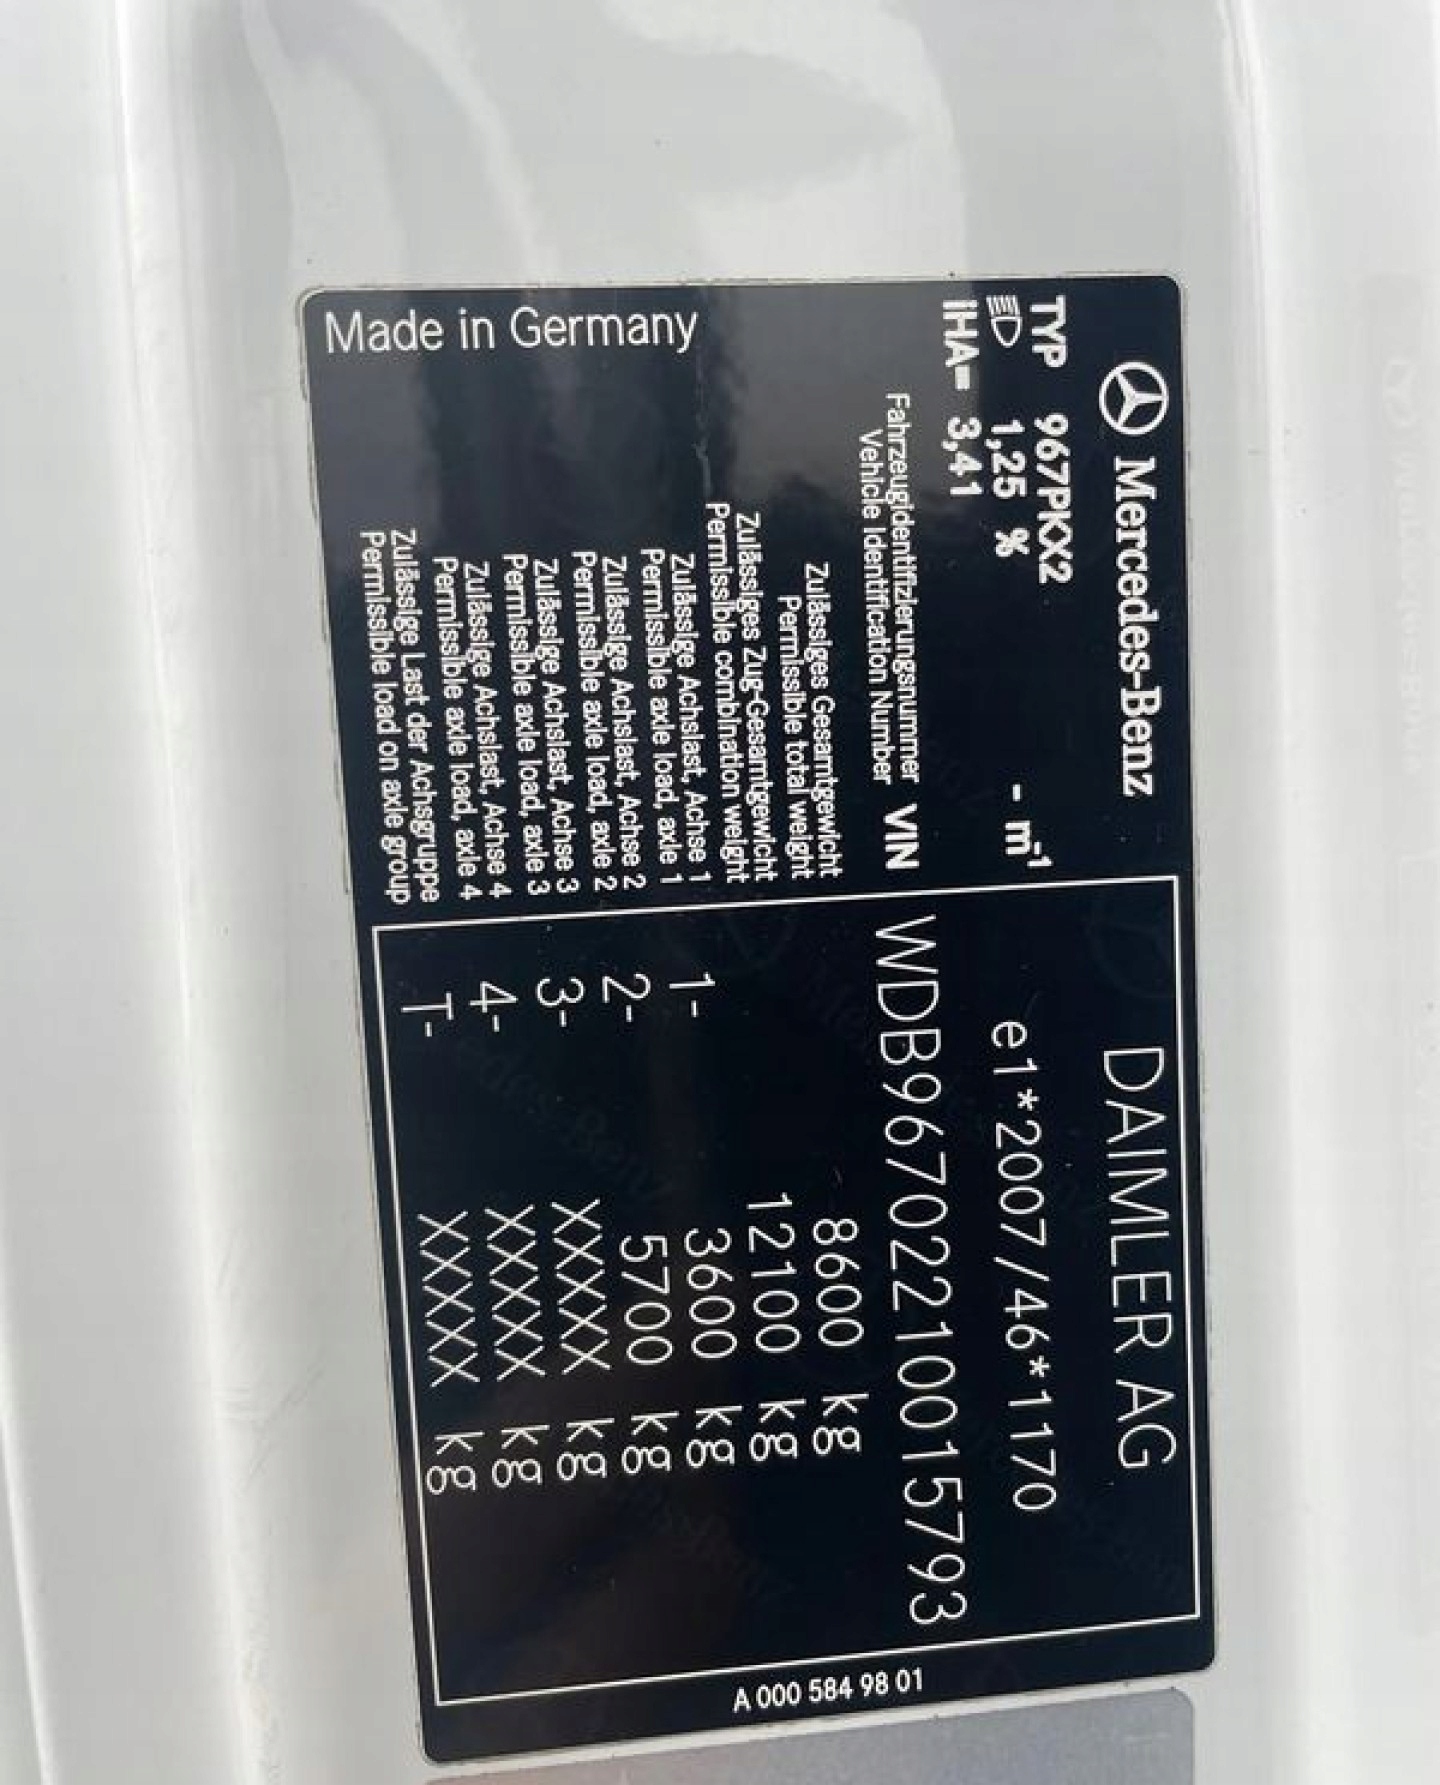 Mercedes-Benz
DAIMLER AG
TYP 967PKX2
1,25 % - m⁻¹
e1*2007/46*1170
iHA= 3,41
Fahrzeugidentifizierungsnummer
Vehicle Identification Number
VIN WDB96702210015793
Zulässiges Gesamtgewicht
Permissible total weight
8600 kg
Zulässiges Zug-Gesamtgewicht
Permissible combination weight
12100 kg
Zulässige Achslast, Achse 1
Permissible axle load, axle 1
1- 3600 kg
Zulässige Achslast, Achse 2
Permissible axle load, axle 2
2- 5700 kg
Zulässige Achslast, Achse 3
Permissible axle load, axle 3
3- XXXXX kg
Zulässige Achslast, Achse 4
Permissible axle load, axle 4
4- XXXXX kg
Zulässige Last der Achsgruppe
Permissible load on axle group
T- XXXXX kg
Made in Germany
A 000 584 98 01